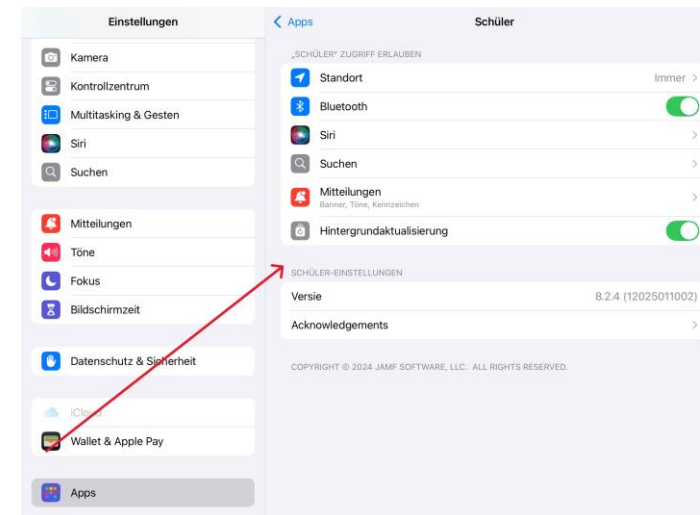 Einstellungen
Kamera
Kontrollzentrum
Multitasking & Gesten
Siri
Suchen
Mitteilungen
Töne
Fokus
Bildschirmzeit
Datenschutz & Sicherheit
iCloud
Wallet & Apple Pay
Apps
Apps
Schüler
„SCHÜLER“ ZUGRIFF ERLAUBEN
Standort Immer
Bluetooth
Siri
Suchen
Mitteilungen
Banner, Töne, Kennzeichen
Hintergrundaktualisierung
SCHÜLER-EINSTELLUNGEN
Versie 8.2.4 (12025011002)
Acknowledgements
COPYRIGHT © 2024 JAMF SOFTWARE, LLC. ALL RIGHTS RESERVED.